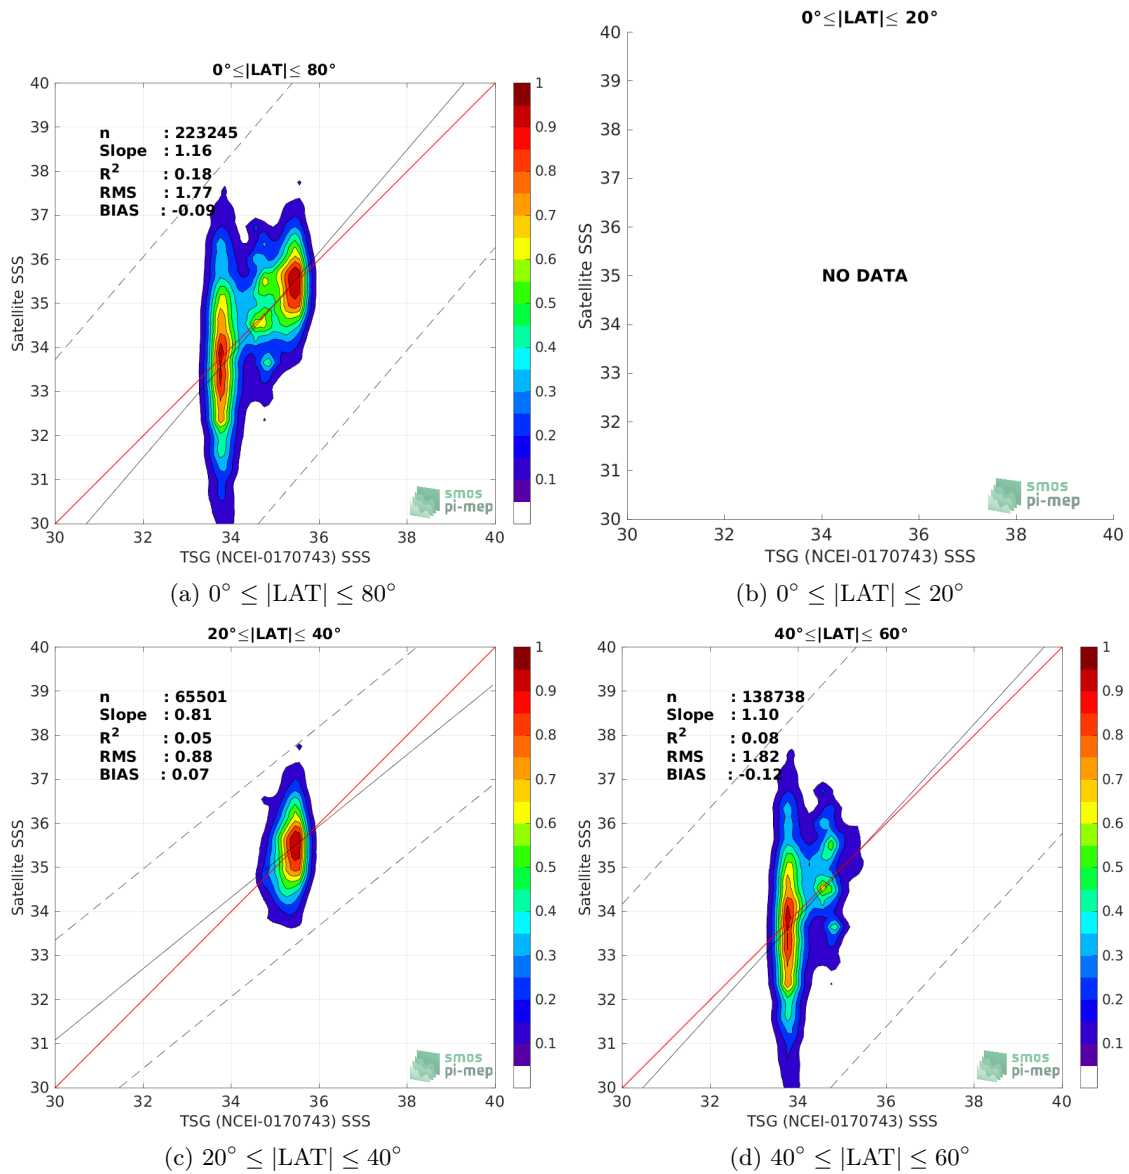 0°≤|LAT|≤ 80°
n : 223245
Slope : 1.16
R² : 0.18
RMS : 1.77
BIAS : -0.09
40
39
38
37
36
35
34
33
32
31
30
Satellite SSS
30 32 34 36 38 40
TSG (NCEI-0170743) SSS
1
0.9
0.8
0.7
0.6
0.5
0.4
0.3
0.2
0.1
smos
pi-mep
(a) 0° ≤ |LAT| ≤ 80°
0°≤|LAT|≤ 20°
40
39
38
37
36
35
34
33
32
31
30
Satellite SSS
NO DATA
smos
pi-mep
30 32 34 36 38 40
TSG (NCEI-0170743) SSS
(b) 0° ≤ |LAT| ≤ 20°
20°≤|LAT|≤ 40°
n : 65501
Slope : 0.81
R² : 0.05
RMS : 0.88
BIAS : 0.07
40
39
38
37
36
35
34
33
32
31
30
Satellite SSS
30 32 34 36 38 40
TSG (NCEI-0170743) SSS
1
0.9
0.8
0.7
0.6
0.5
0.4
0.3
0.2
0.1
smos
pi-mep
(c) 20° ≤ |LAT| ≤ 40°
40°≤|LAT|≤ 60°
n : 138738
Slope : 1.10
R² : 0.08
RMS : 1.82
BIAS : -0.12
40
39
38
37
36
35
34
33
32
31
30
Satellite SSS
30 32 34 36 38 40
TSG (NCEI-0170743) SSS
1
0.9
0.8
0.7
0.6
0.5
0.4
0.3
0.2
0.1
smos
pi-mep
(d) 40° ≤ |LAT| ≤ 60°